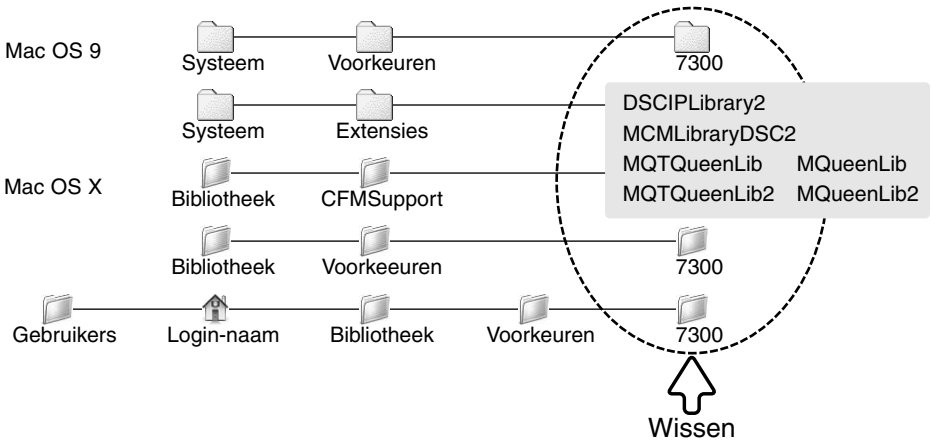 Mac OS 9
Systeem Voorkeuren 7300
Systeem Extensies
DSCIPLibrary2
MCMLibraryDSC2
MQTQueenLib MQueenLib
MQTQueenLib2 MQueenLib2
Mac OS X
Bibliotheek CFMSupport
Bibliotheek Voorkeeuren 7300
Gebruikers Login-naam Bibliotheek Voorkeuren 7300
Wissen